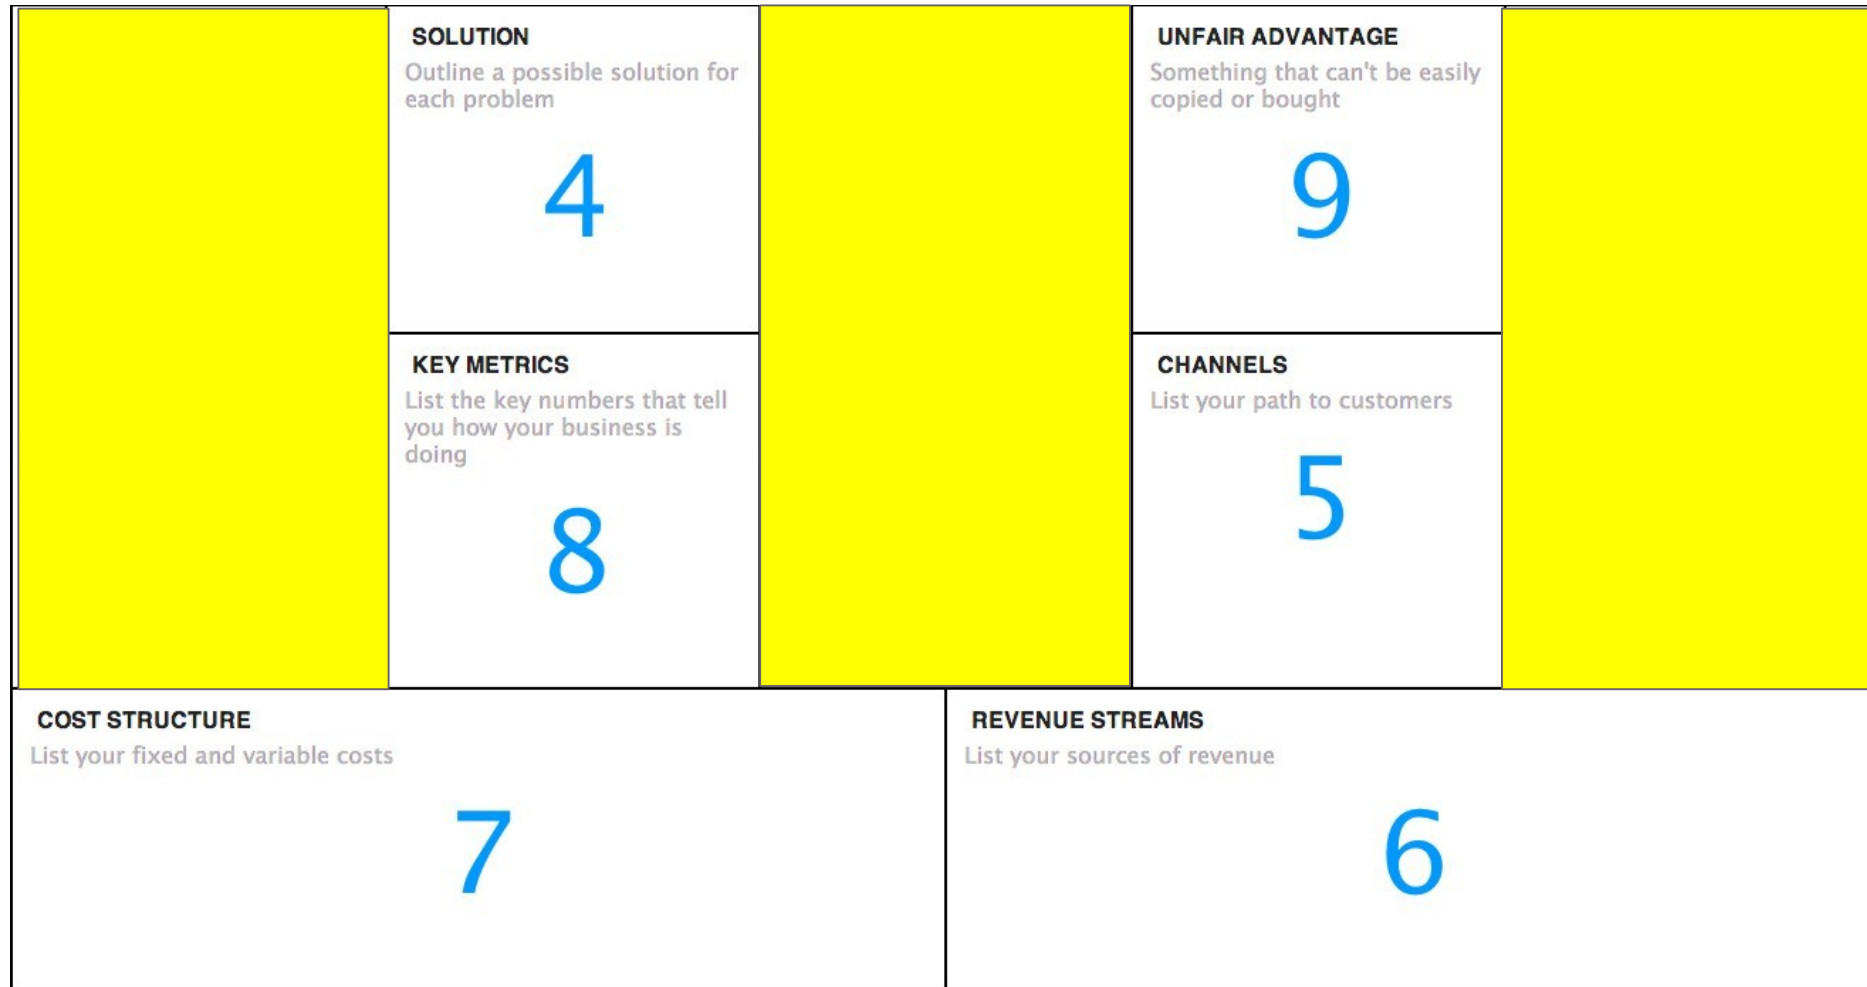 SOLUTION
Outline a possible solution for
each problem
4
KEY METRICS
List the key numbers that tell
you how your business is
doing
8
UNFAIR ADVANTAGE
Something that can't be easily
copied or bought
9
CHANNELS
List your path to customers
5
COST STRUCTURE
List your fixed and variable costs
7
REVENUE STREAMS
List your sources of revenue
6